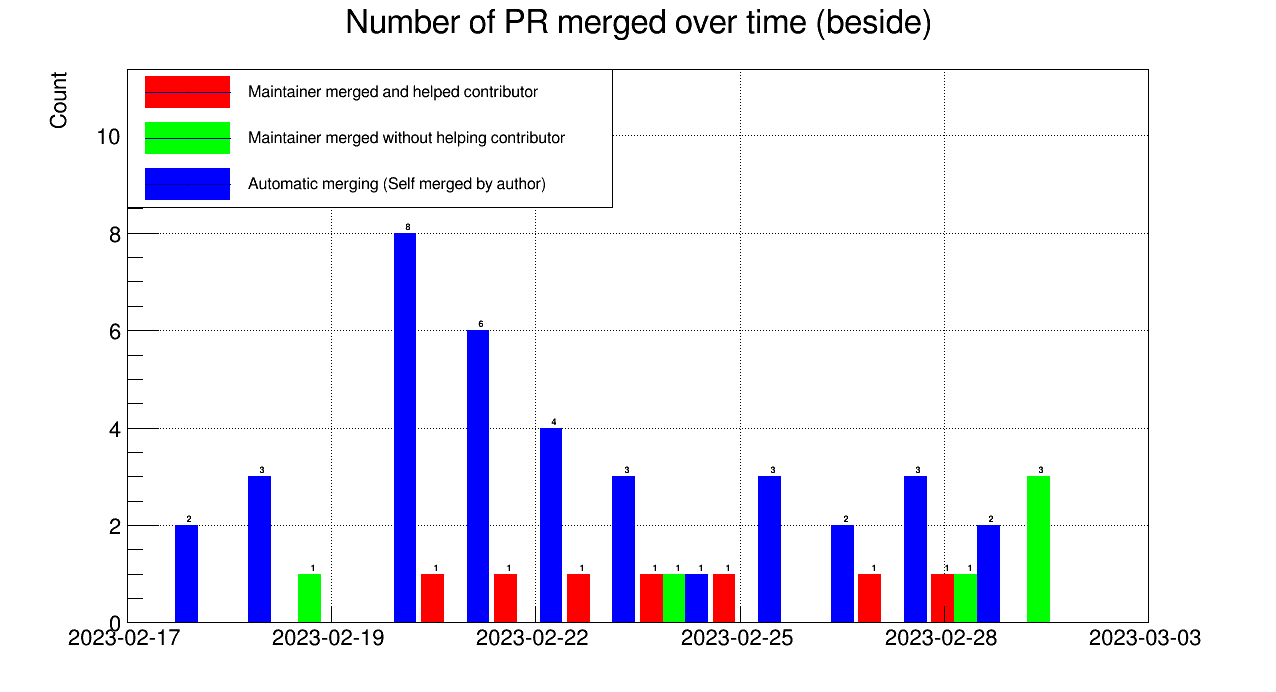 Number of PR merged over time (beside)
Count
Maintainer merged and helped contributor
Maintainer merged without helping contributor
Automatic merging (Self merged by author)
10
8
6
4
2
0
2 3 1 8 1 6 1 4 1 3 1 1 1 1 3 2 1 3 1 1 2 3
2023-02-17 2023-02-19 2023-02-22 2023-02-25 2023-02-28 2023-03-03